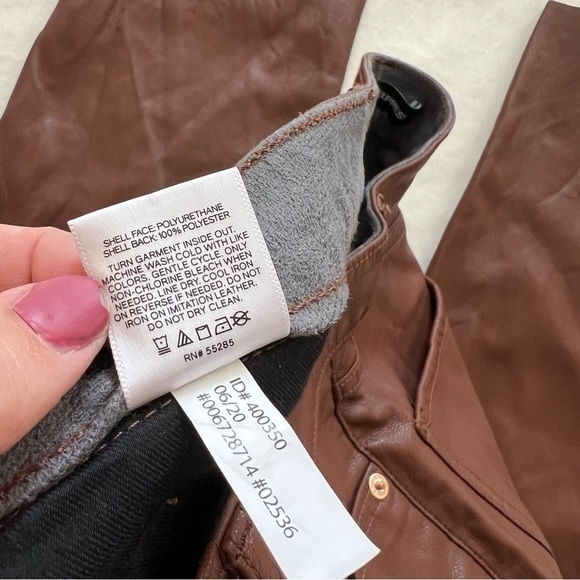 SHELL FACE: POLYURETHANE
SHELL BACK: 100% POLYESTER
TURN GARMENT INSIDE OUT.
MACHINE WASH COLD WITH LIKE
COLORS. GENTLE CYCLE. ONLY
NON-CHLORINE BLEACH WHEN
NEEDED. LINE DRY. COOL IRON
ON REVERSE IF NEEDED. DO NOT
IRON ON IMITATION LEATHER.
DO NOT DRY CLEAN.
RN# 55285
ID# 400350
06/20
#006728714 #02536